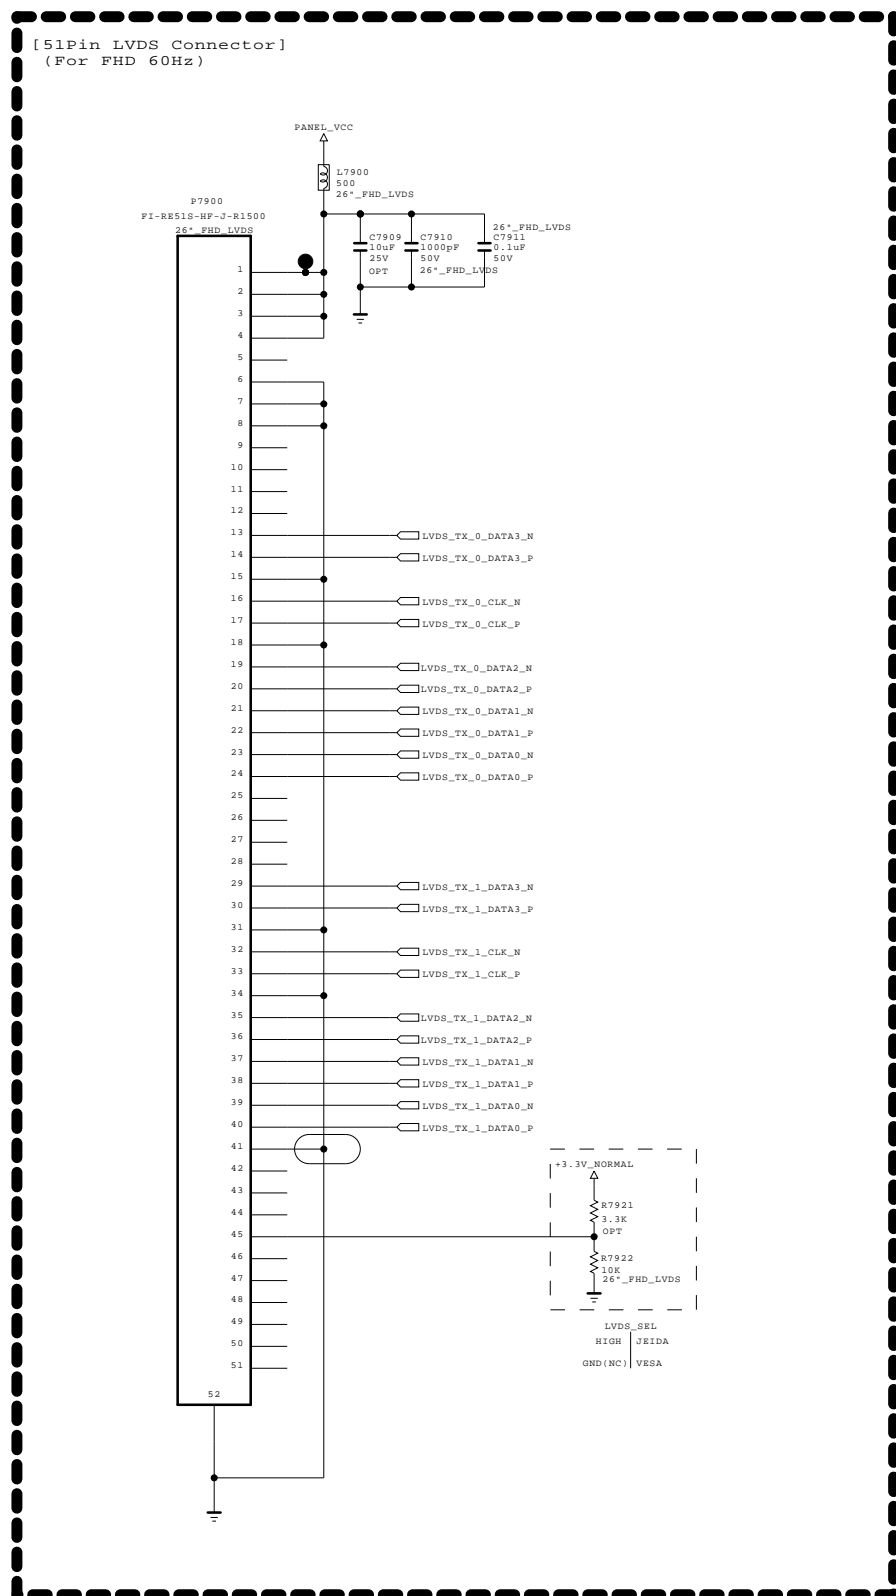 [51Pin LVDS Connector]
(For FHD 60Hz)
PANEL_VCC
L7900
500
26"_FHD_LVDS
P7900
FI-RE51S-HF-J-R1500
26"_FHD_LVDS
C7909
10uF
25V
OPT
C7910
1000pF
50V
26"_FHD_LVDS
26"_FHD_LVDS
C7911
0.1uF
50V
1
2
3
4
5
6
7
8
9
10
11
12
13 LVDS_TX_0_DATA3_N
14 LVDS_TX_0_DATA3_P
15
16 LVDS_TX_0_CLK_N
17 LVDS_TX_0_CLK_P
18
19 LVDS_TX_0_DATA2_N
20 LVDS_TX_0_DATA2_P
21 LVDS_TX_0_DATA1_N
22 LVDS_TX_0_DATA1_P
23 LVDS_TX_0_DATA0_N
24 LVDS_TX_0_DATA0_P
25
26
27
28
29 LVDS_TX_1_DATA3_N
30 LVDS_TX_1_DATA3_P
31
32 LVDS_TX_1_CLK_N
33 LVDS_TX_1_CLK_P
34
35 LVDS_TX_1_DATA2_N
36 LVDS_TX_1_DATA2_P
37 LVDS_TX_1_DATA1_N
38 LVDS_TX_1_DATA1_P
39 LVDS_TX_1_DATA0_N
40 LVDS_TX_1_DATA0_P
41
42
43
44
45
46
47
48
49
50
51
52
+3.3V_NORMAL
R7921
3.3K
OPT
R7922
10K
26"_FHD_LVDS
LVDS_SEL
HIGH JEIDA
GND(NC) VESA